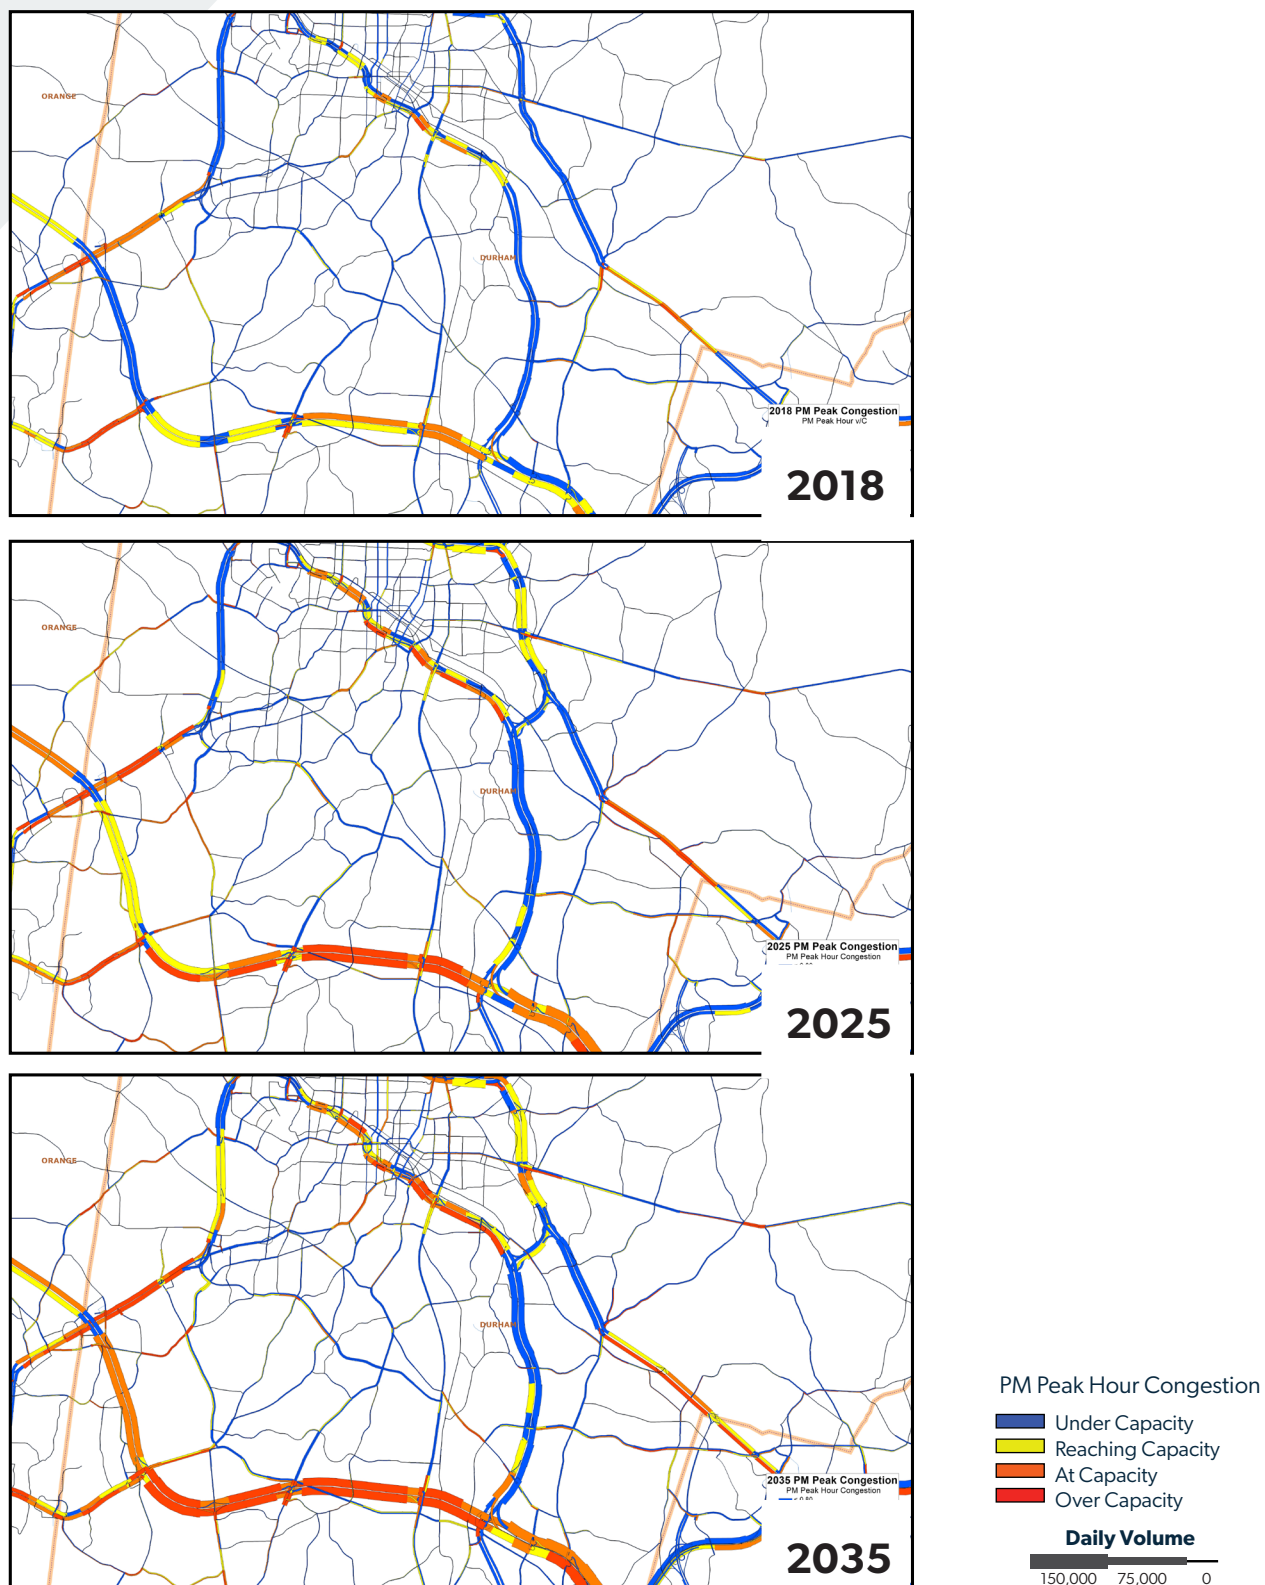 ORANGE
DURHAM
2018 PM Peak Congestion
PM Peak Hour v/C
2018
ORANGE
DURHAM
2025 PM Peak Congestion
PM Peak Hour Congestion
2025
ORANGE
DURHAM
2035 PM Peak Congestion
PM Peak Hour Congestion
2035
PM Peak Hour Congestion
Under Capacity
Reaching Capacity
At Capacity
Over Capacity
Daily Volume
150,000 75,000 0